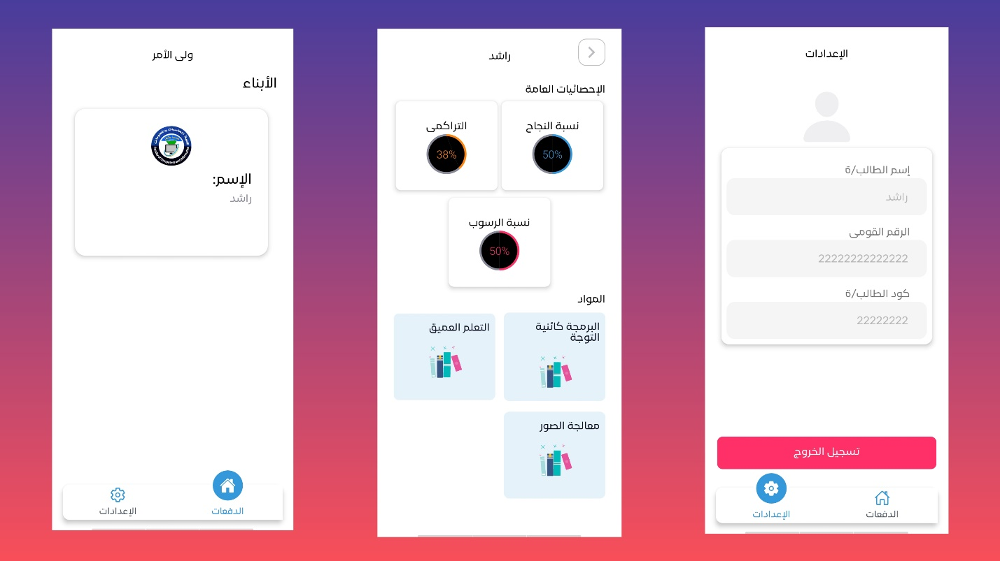 ولى الأمر
الأبناء
الإسم:
راشد
الدفعات
الإعدادات
راشد
الإحصائيات العامة
نسبة النجاح
50%
التراكمى
38%
نسبة الرسوب
50%
المواد
البرمجة كائنية
التوجة
التعلم العميق
معالجة الصور
الإعدادات
إسم الطالب/ة
راشد
الرقم القومى
22222222222222
كود الطالب/ة
22222222
تسجيل الخروج
الدفعات
الإعدادات